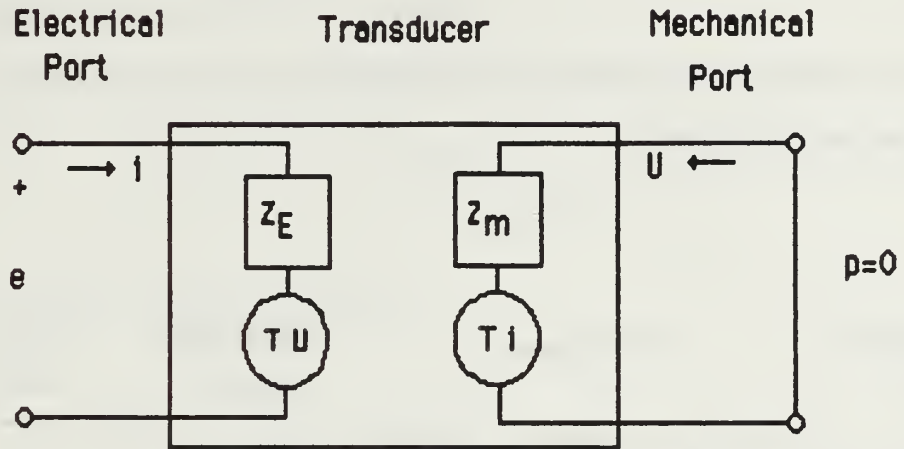 Electrical Port
Transducer
Mechanical Port
→ i
U ←
+
Z_E
Z_m
e
p=0
T U
T i